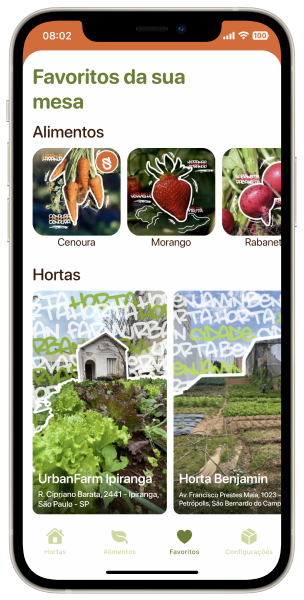 08:02
100
Favoritos da sua
mesa
Alimentos
Cenoura
Morango
Rabanet
Hortas
HORTA
UrbanFarm Ipiranga
R. Cipriano Barata, 2441 - Ipiranga,
São Paulo - SP
Horta Benjamin
Av. Francisco Prestes Maia, 1023 -
Petrópolis, São Bernardo do Camp
Hortas
Alimentos
Favoritos
Configurações